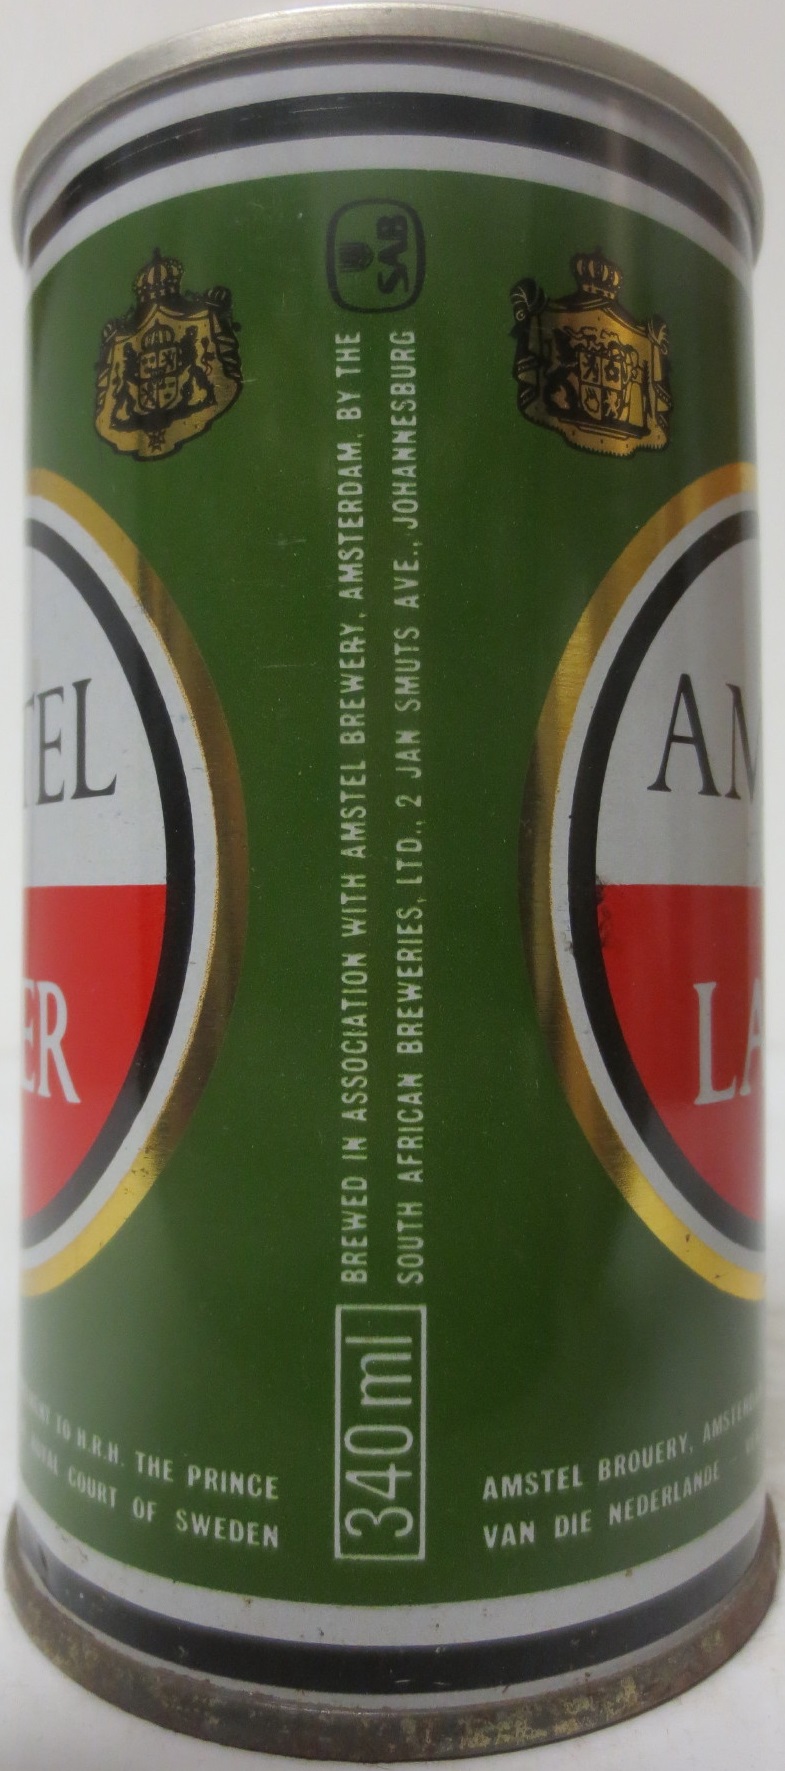 SAB
BREWED IN ASSOCIATION WITH AMSTEL BREWERY, AMSTERDAM, BY THE
SOUTH AFRICAN BREWERIES, LTD., 2 JAN SMUTS AVE., JOHANNESBURG
340 ml
TEL
ER
AM
LA
TO H.R.H. THE PRINCE
COURT OF SWEDEN
AMSTEL BROUERY,
VAN DIE NEDERLANDE